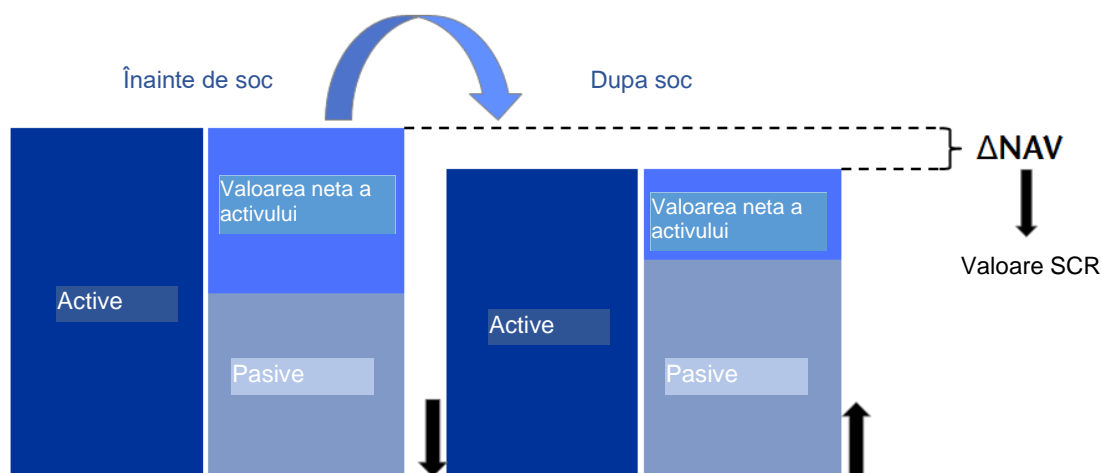 Înainte de soc
Dupa soc
ΔNAV
Valoarea neta a
activului
Valoarea neta a
activului
Valoare SCR
Active
Active
Pasive
Pasive